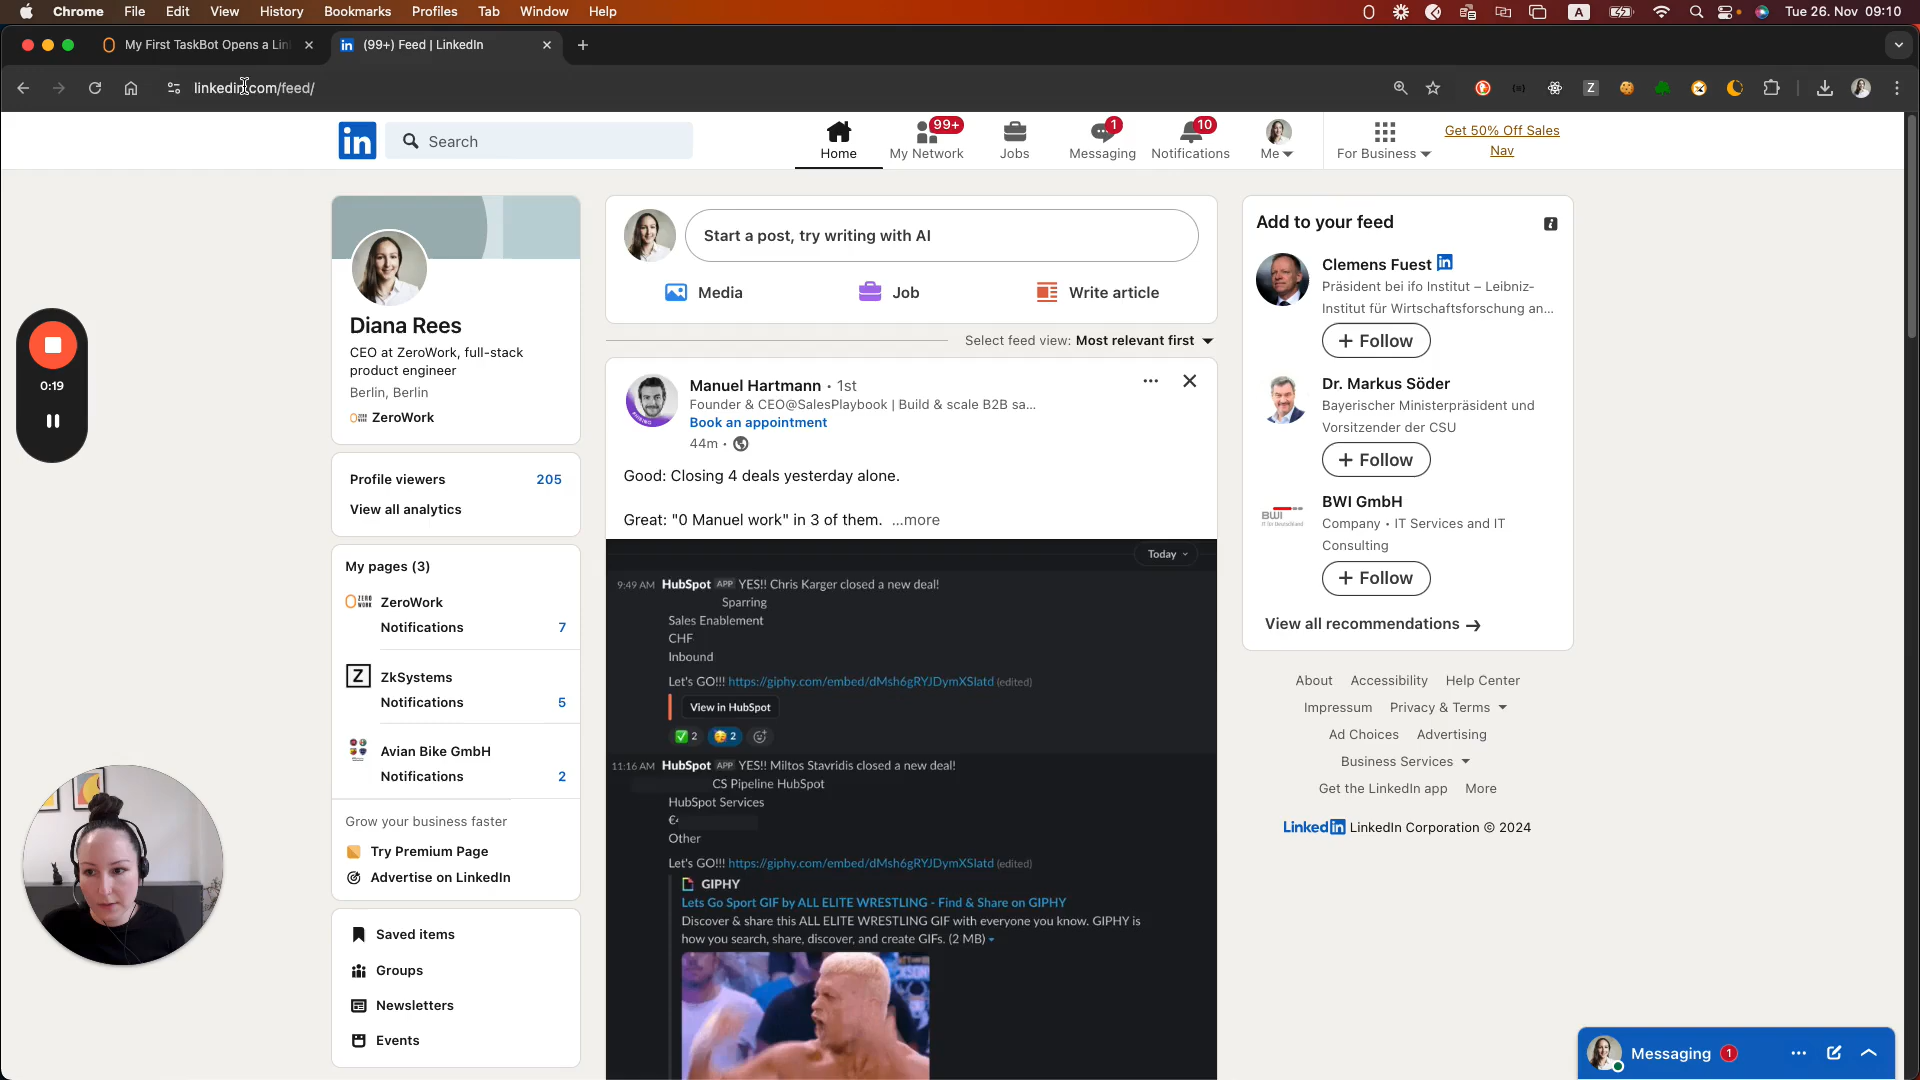 Chrome File Edit View History Bookmarks Profiles Tab Window Help
A
Tue 26. Nov 09:10
My First TaskBot Opens a Lin
(99+) Feed | LinkedIn
linkedin.com/feed/
Z
in
Search
Home
99+
My Network
Jobs
1
Messaging
10
Notifications
Me
For Business
Get 50% Off Sales
Nav
Diana Rees
CEO at ZeroWork, full-stack
product engineer
Berlin, Berlin
ZeroWork
0:19
Profile viewers 205
View all analytics
My pages (3)
ZERO
WORK
ZeroWork
Notifications 7
Z
ZkSystems
Notifications 5
Avian Bike GmbH
Notifications 2
Grow your business faster
Try Premium Page
Advertise on LinkedIn
Saved items
Groups
Newsletters
Events
Start a post, try writing with AI
Media Job Write article
Select feed view: Most relevant first
Manuel Hartmann • 1st
Founder & CEO@SalesPlaybook | Build & scale B2B sa...
Book an appointment
44m •
Good: Closing 4 deals yesterday alone.
Great: "0 Manuel work" in 3 of them. ...more
Today
9:49 AM HubSpot APP YES!! Chris Karger closed a new deal!
Sparring
Sales Enablement
CHF
Inbound
Let's GO!!! https://giphy.com/embed/dMsh6gRYJDymXSIatd (edited)
View in HubSpot
2 2
11:16 AM HubSpot APP YES!! Miltos Stavridis closed a new deal!
CS Pipeline HubSpot
HubSpot Services
€
Other
Let's GO!!! https://giphy.com/embed/dMsh6gRYJDymXSIatd (edited)
GIPHY
Lets Go Sport GIF by ALL ELITE WRESTLING - Find & Share on GIPHY
Discover & share this ALL ELITE WRESTLING GIF with everyone you know. GIPHY is
how you search, share, discover, and create GIFs. (2 MB)
Add to your feed
Clemens Fuest in
Präsident bei ifo Institut – Leibniz-
Institut für Wirtschaftsforschung an...
+ Follow
Dr. Markus Söder
Bayerischer Ministerpräsident und
Vorsitzender der CSU
+ Follow
BWI
BWI GmbH
Company • IT Services and IT
Consulting
+ Follow
View all recommendations →
About Accessibility Help Center
Impressum Privacy & Terms
Ad Choices Advertising
Business Services
Get the LinkedIn app More
LinkedIn LinkedIn Corporation © 2024
Messaging 1